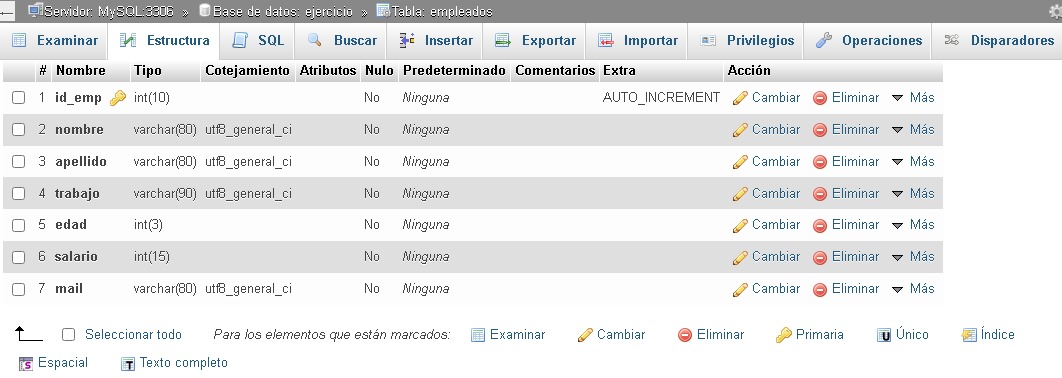 Servidor: MySQL:3306 » Base de datos: ejercicio » Tabla: empleados
Examinar Estructura SQL Buscar Insertar Exportar Importar Privilegios Operaciones Disparadores
# Nombre Tipo Cotejamiento Atributos Nulo Predeterminado Comentarios Extra Acción
1 id_emp int(10) No Ninguna AUTO_INCREMENT Cambiar Eliminar Más
2 nombre varchar(80) utf8_general_ci No Ninguna Cambiar Eliminar Más
3 apellido varchar(80) utf8_general_ci No Ninguna Cambiar Eliminar Más
4 trabajo varchar(90) utf8_general_ci No Ninguna Cambiar Eliminar Más
5 edad int(3) No Ninguna Cambiar Eliminar Más
6 salario int(15) No Ninguna Cambiar Eliminar Más
7 mail varchar(80) utf8_general_ci No Ninguna Cambiar Eliminar Más
Seleccionar todo Para los elementos que están marcados: Examinar Cambiar Eliminar Primaria Único Índice
Espacial Texto completo